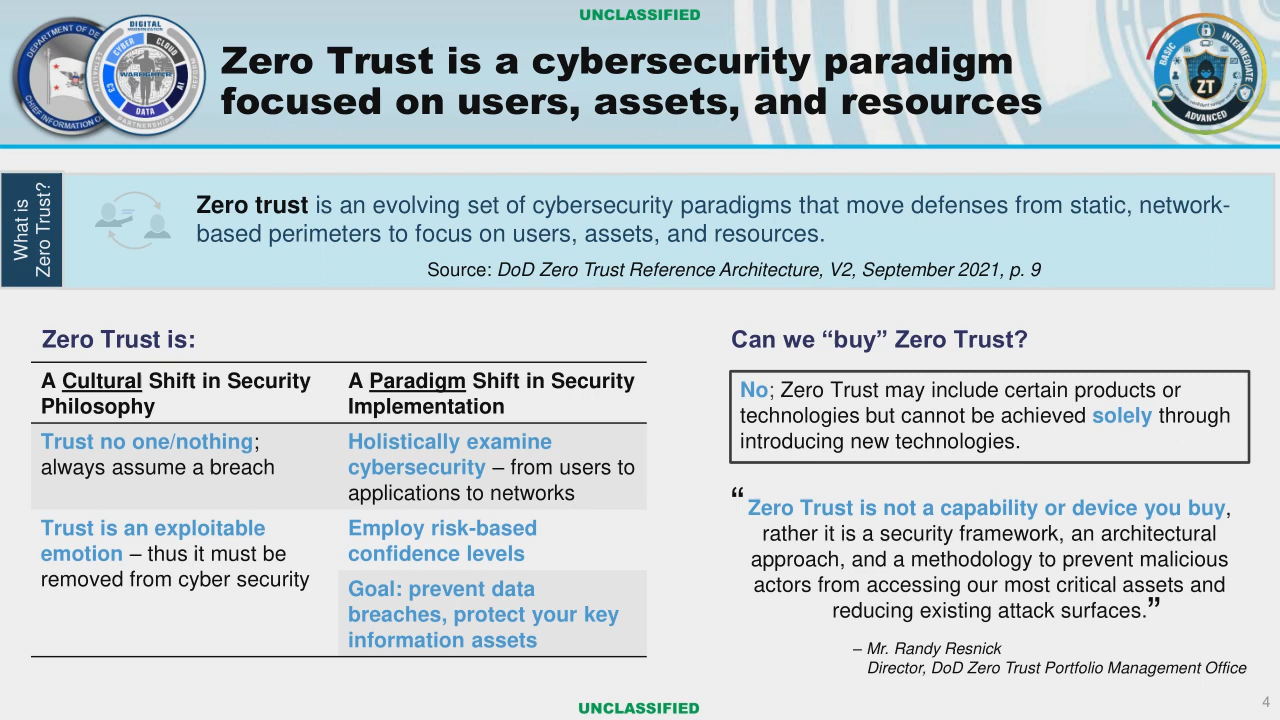 UNCLASSIFIED
DEPARTMENT OF DE
CHIEF INFORMATION O
DIGITAL
MODERNIZATION
CYBER
CLOUD
WARFIGHTER
C3
AI
DATA
PARTNERSHIPS
Zero Trust is a cybersecurity paradigm
focused on users, assets, and resources
BASIC
INTERMEDIATE
ZT
ADVANCED
What is
Zero Trust?
Zero trust is an evolving set of cybersecurity paradigms that move defenses from static, network-
based perimeters to focus on users, assets, and resources.
Source: DoD Zero Trust Reference Architecture, V2, September 2021, p. 9
Zero Trust is:
A Cultural Shift in Security
Philosophy
A Paradigm Shift in Security
Implementation
Trust no one/nothing;
always assume a breach
Holistically examine
cybersecurity – from users to
applications to networks
Trust is an exploitable
emotion – thus it must be
removed from cyber security
Employ risk-based
confidence levels
Goal: prevent data
breaches, protect your key
information assets
Can we “buy” Zero Trust?
No; Zero Trust may include certain products or
technologies but cannot be achieved solely through
introducing new technologies.
“Zero Trust is not a capability or device you buy,
rather it is a security framework, an architectural
approach, and a methodology to prevent malicious
actors from accessing our most critical assets and
reducing existing attack surfaces.”
– Mr. Randy Resnick
Director, DoD Zero Trust Portfolio Management Office
UNCLASSIFIED
4